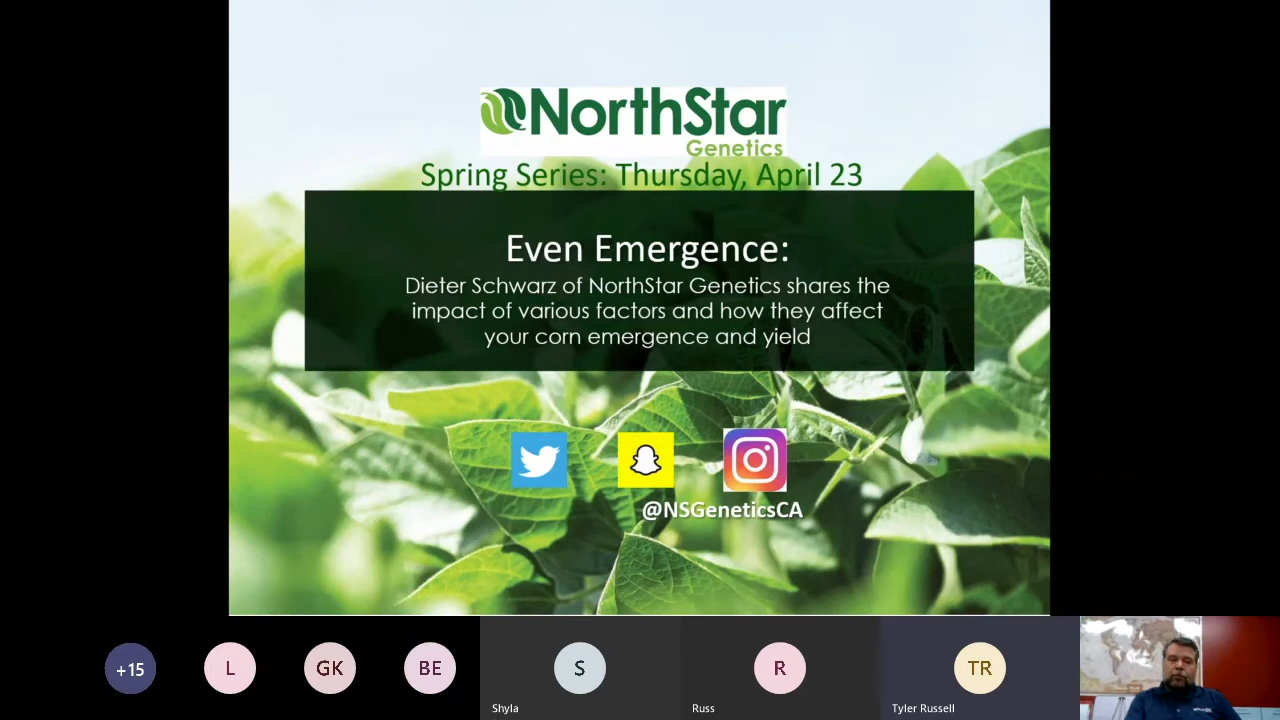 NorthStar
Genetics
Spring Series: Thursday, April 23
Even Emergence:
Dieter Schwarz of NorthStar Genetics shares the
impact of various factors and how they affect
your corn emergence and yield
@NSGeneticsCA
+15
L
GK
BE
S
R
TR
Shyla
Russ
Tyler Russell